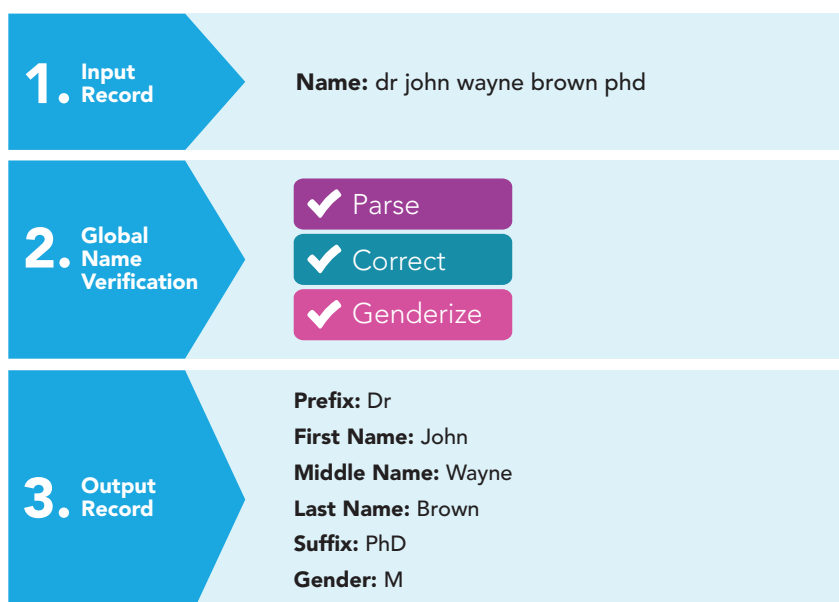 1. Input
Record
Name: dr john wayne brown phd
2. Global
Name
Verification
Parse
Correct
Genderize
3. Output
Record
Prefix: Dr
First Name: John
Middle Name: Wayne
Last Name: Brown
Suffix: PhD
Gender: M